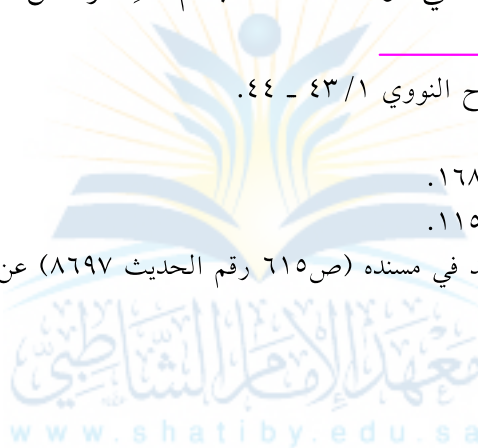 ح النووي ١/ ٤٣ ـ ٤٤.
١٦٨.
١١٥.
د في مسنده (ص٦١٥ رقم الحديث ٨٦٩٧) عن
معهد الإمام الشاطبي
www.shatiby.edu.sa